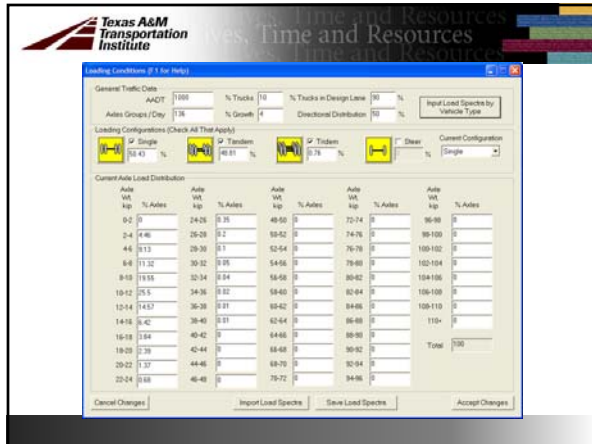 Texas A&M
Transportation
Institute
Time and Resources
ves, Time and Resources
Loading Conditions (F1 for Help)
General Traffic Data
AADT 1000 % Trucks 10 % Trucks in Design Lane 90 %
Axles Groups / Day 136 % Growth 4 Directional Distribution 50 %
Input Load Spectra by Vehicle Type
Loading Configurations (Check All That Apply)
Single Tandem Tridem Steer Current Configuration
50.43 % 48.81 % 0.76 % % Single
Current Axle Load Distribution
Axle Wt. kip % Axles Axle Wt. kip % Axles Axle Wt. kip % Axles Axle Wt. kip % Axles Axle Wt. kip % Axles
0-2 0 24-26 0.35 48-50 0 72-74 0 96-98 0
2-4 4.46 26-28 0.2 50-52 0 74-76 0 98-100 0
4-6 9.13 28-30 0.1 52-54 0 76-78 0 100-102 0
6-8 11.32 30-32 0.05 54-56 0 78-80 0 102-104 0
8-10 19.55 32-34 0.04 56-58 0 80-82 0 104-106 0
10-12 25.5 34-36 0.02 58-60 0 82-84 0 106-108 0
12-14 14.57 36-38 0.01 60-62 0 84-86 0 108-110 0
14-16 6.42 38-40 0.01 62-64 0 86-88 0 110+ 0
16-18 3.84 40-42 0 64-66 0 88-90 0
18-20 2.39 42-44 0 66-68 0 90-92 0 Total 100
20-22 1.37 44-46 0 68-70 0 92-94 0
22-24 0.68 46-48 0 70-72 0 94-96 0
Cancel Changes Import Load Spectra Save Load Spectra Accept Changes